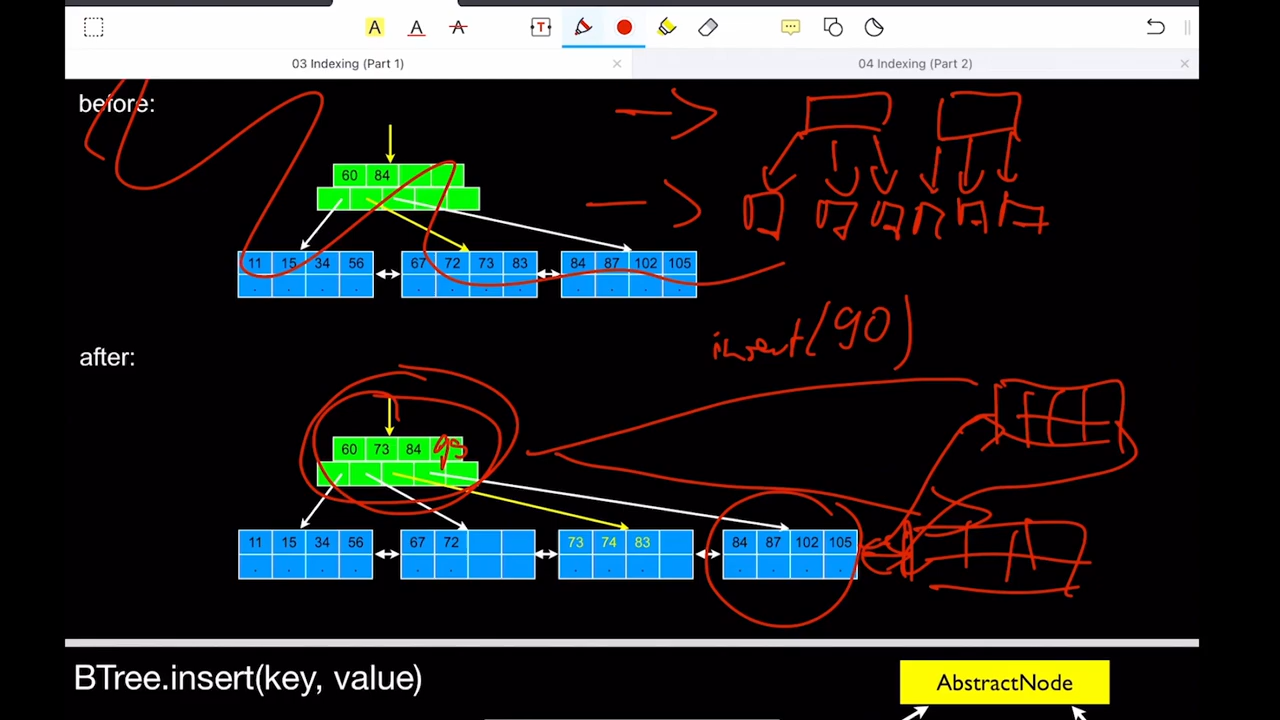 A A A T
03 Indexing (Part 1) 04 Indexing (Part 2)
before:
60 84
11 15 34 56 67 72 73 83 84 87 102 105
insert(90)
after:
60 73 84
11 15 34 56 67 72 73 74 83 84 87 102 105
BTree.insert(key, value)
AbstractNode